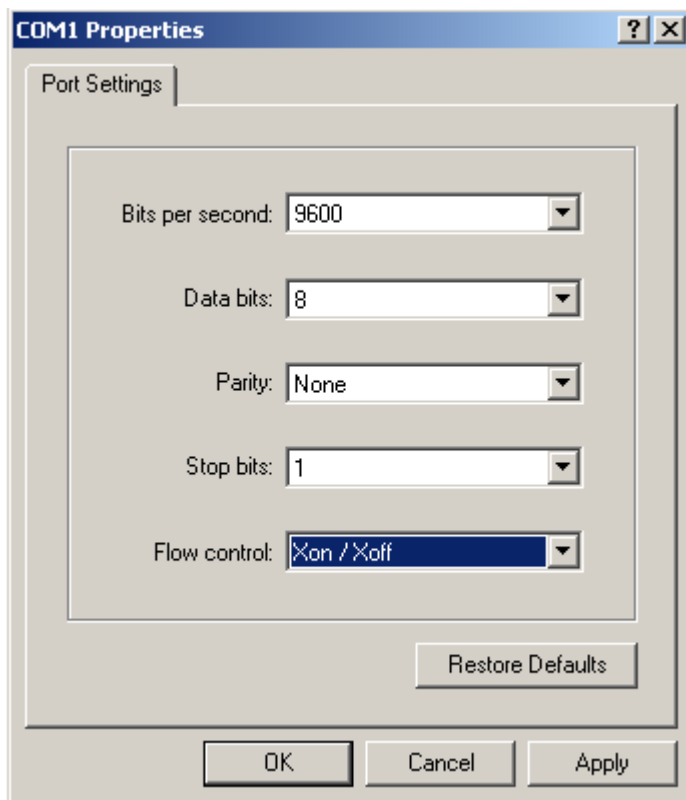 COM1 Properties
Port Settings
Bits per second: 9600
Data bits: 8
Parity: None
Stop bits: 1
Flow control: Xon / Xoff
Restore Defaults
OK Cancel Apply